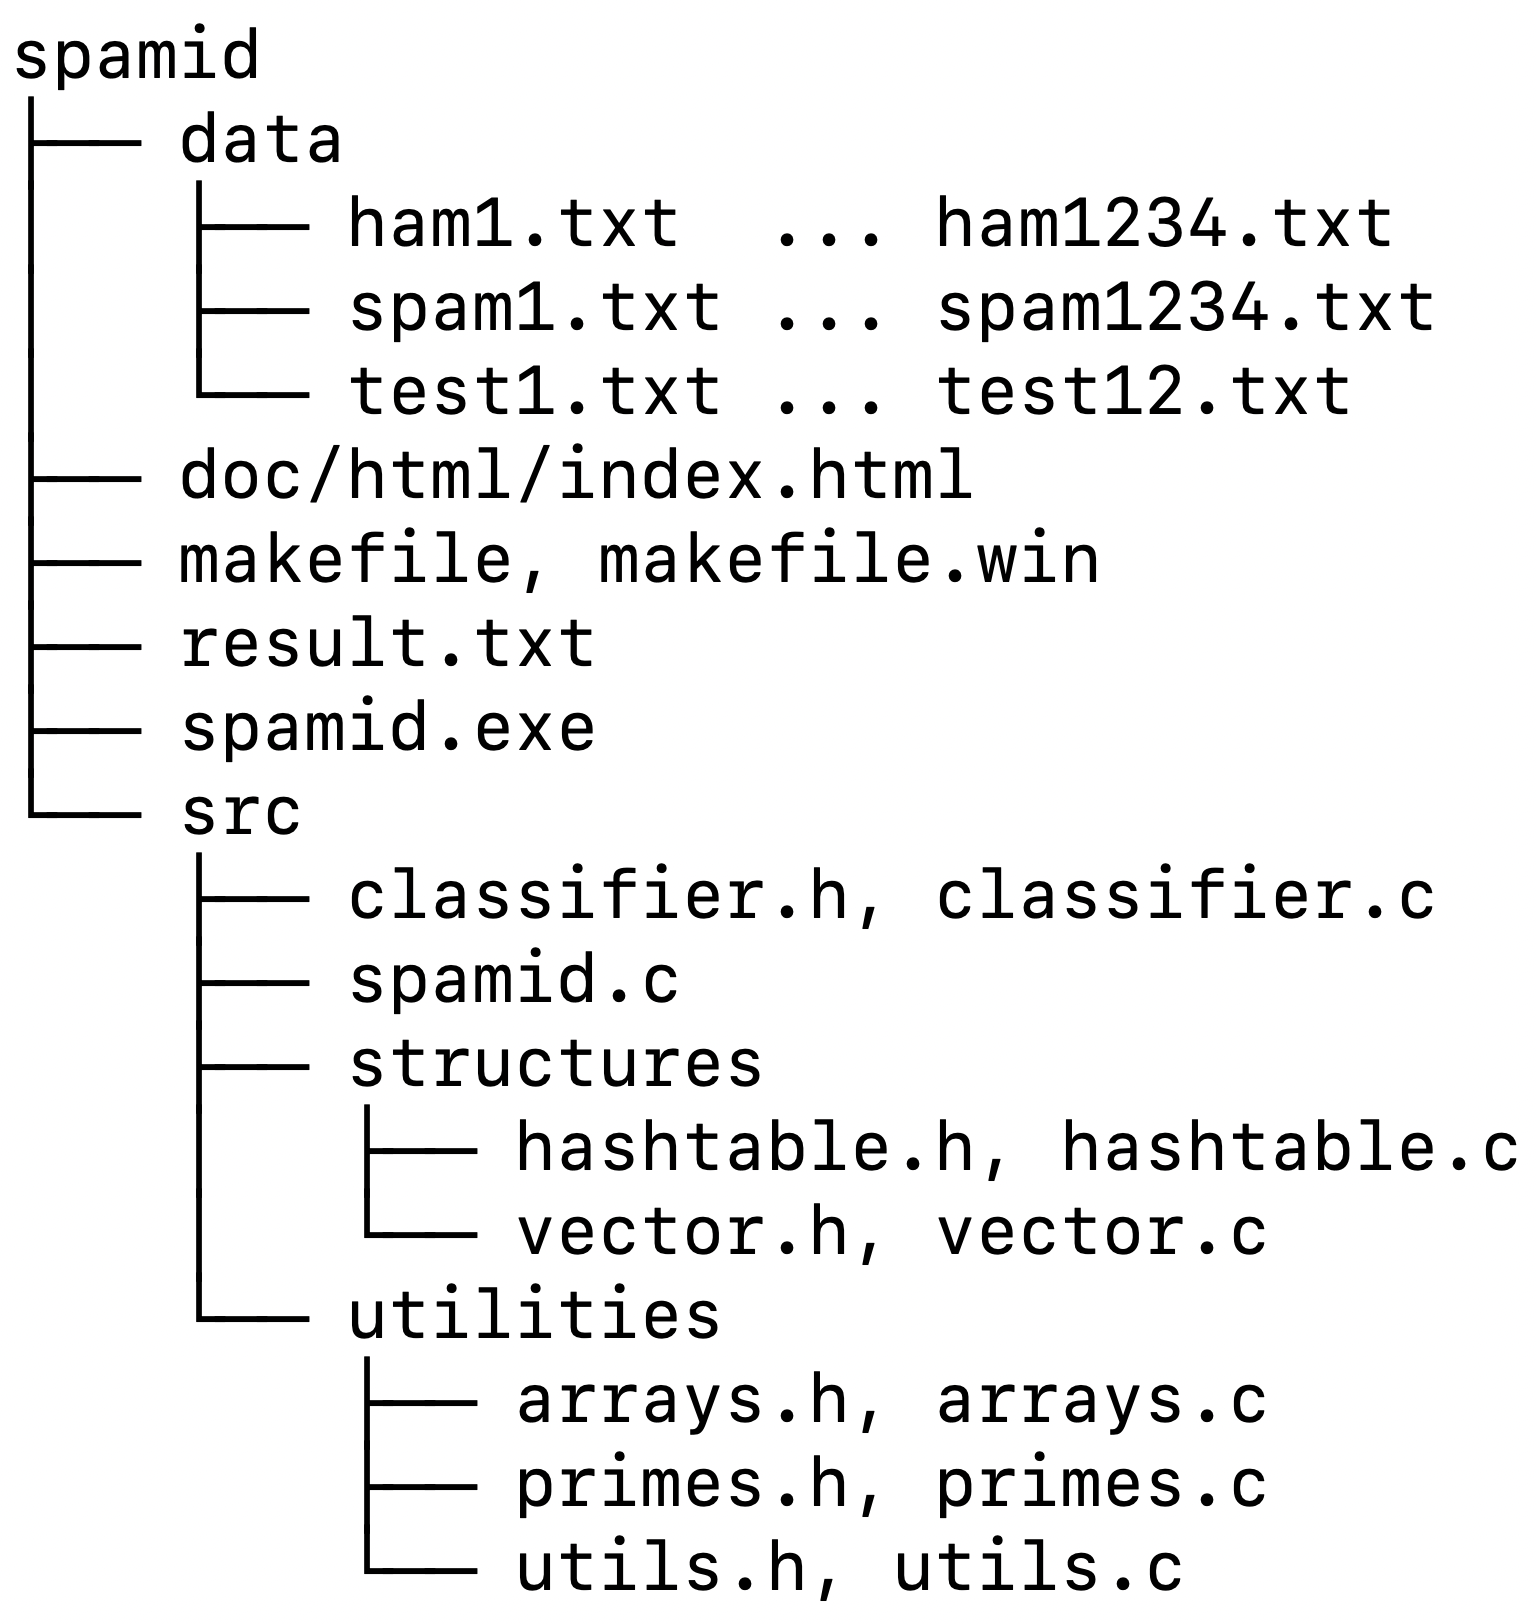 spamid
data
ham1.txt ... ham1234.txt
spam1.txt ... spam1234.txt
test1.txt ... test12.txt
doc/html/index.html
makefile, makefile.win
result.txt
spamid.exe
src
classifier.h, classifier.c
spamid.c
structures
hashtable.h, hashtable.c
vector.h, vector.c
utilities
arrays.h, arrays.c
primes.h, primes.c
utils.h, utils.c